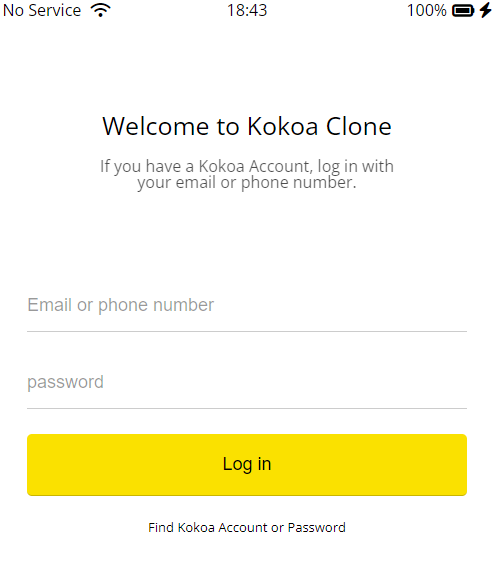 No Service 18:43 100%
Welcome to Kokoa Clone
If you have a Kokoa Account, log in with
your email or phone number.
Email or phone number
password
Log in
Find Kokoa Account or Password